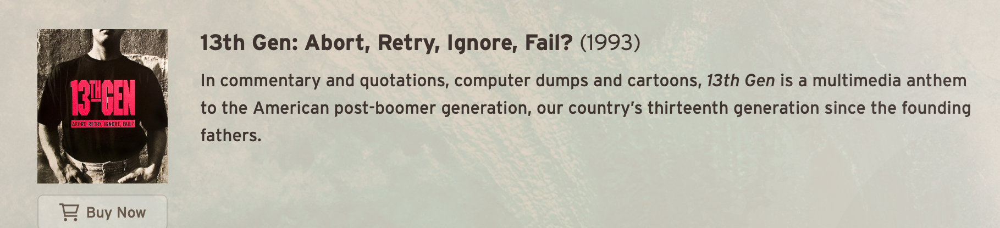 13TH GEN
ABORT, RETRY, IGNORE, FAIL?
13th Gen: Abort, Retry, Ignore, Fail? (1993)
In commentary and quotations, computer dumps and cartoons, 13th Gen is a multimedia anthem
to the American post-boomer generation, our country’s thirteenth generation since the founding
fathers.
Buy Now